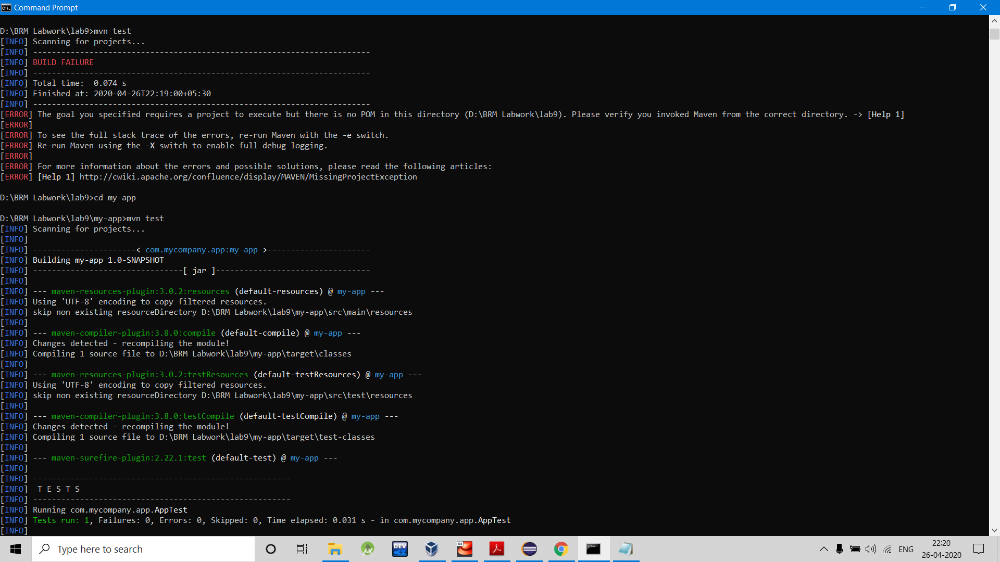 Command Prompt
D:\BRM Labwork\lab9>mvn test
[INFO] Scanning for projects...
[INFO] ------------------------------------------------------------------------
[INFO] BUILD FAILURE
[INFO] ------------------------------------------------------------------------
[INFO] Total time:  0.074 s
[INFO] Finished at: 2020-04-26T22:19:00+05:30
[INFO] ------------------------------------------------------------------------
[ERROR] The goal you specified requires a project to execute but there is no POM in this directory (D:\BRM Labwork\lab9). Please verify you invoked Maven from the correct directory. -> [Help 1]
[ERROR]
[ERROR] To see the full stack trace of the errors, re-run Maven with the -e switch.
[ERROR] Re-run Maven using the -X switch to enable full debug logging.
[ERROR]
[ERROR] For more information about the errors and possible solutions, please read the following articles:
[ERROR] [Help 1] http://cwiki.apache.org/confluence/display/MAVEN/MissingProjectException
D:\BRM Labwork\lab9>cd my-app
D:\BRM Labwork\lab9\my-app>mvn test
[INFO] Scanning for projects...
[INFO]
[INFO] ----------------------< com.mycompany.app:my-app >----------------------
[INFO] Building my-app 1.0-SNAPSHOT
[INFO] --------------------------------[ jar ]---------------------------------
[INFO]
[INFO] --- maven-resources-plugin:3.0.2:resources (default-resources) @ my-app ---
[INFO] Using 'UTF-8' encoding to copy filtered resources.
[INFO] skip non existing resourceDirectory D:\BRM Labwork\lab9\my-app\src\main\resources
[INFO]
[INFO] --- maven-compiler-plugin:3.8.0:compile (default-compile) @ my-app ---
[INFO] Changes detected - recompiling the module!
[INFO] Compiling 1 source file to D:\BRM Labwork\lab9\my-app\target\classes
[INFO]
[INFO] --- maven-resources-plugin:3.0.2:testResources (default-testResources) @ my-app ---
[INFO] Using 'UTF-8' encoding to copy filtered resources.
[INFO] skip non existing resourceDirectory D:\BRM Labwork\lab9\my-app\src\test\resources
[INFO]
[INFO] --- maven-compiler-plugin:3.8.0:testCompile (default-testCompile) @ my-app ---
[INFO] Changes detected - recompiling the module!
[INFO] Compiling 1 source file to D:\BRM Labwork\lab9\my-app\target\test-classes
[INFO]
[INFO] --- maven-surefire-plugin:2.22.1:test (default-test) @ my-app ---
[INFO]
[INFO] -------------------------------------------------------
[INFO]  T E S T S
[INFO] -------------------------------------------------------
[INFO] Running com.mycompany.app.AppTest
[INFO] Tests run: 1, Failures: 0, Errors: 0, Skipped: 0, Time elapsed: 0.031 s - in com.mycompany.app.AppTest
[INFO]
Type here to search
DEV
C++
64
ENG
22:20
26-04-2020